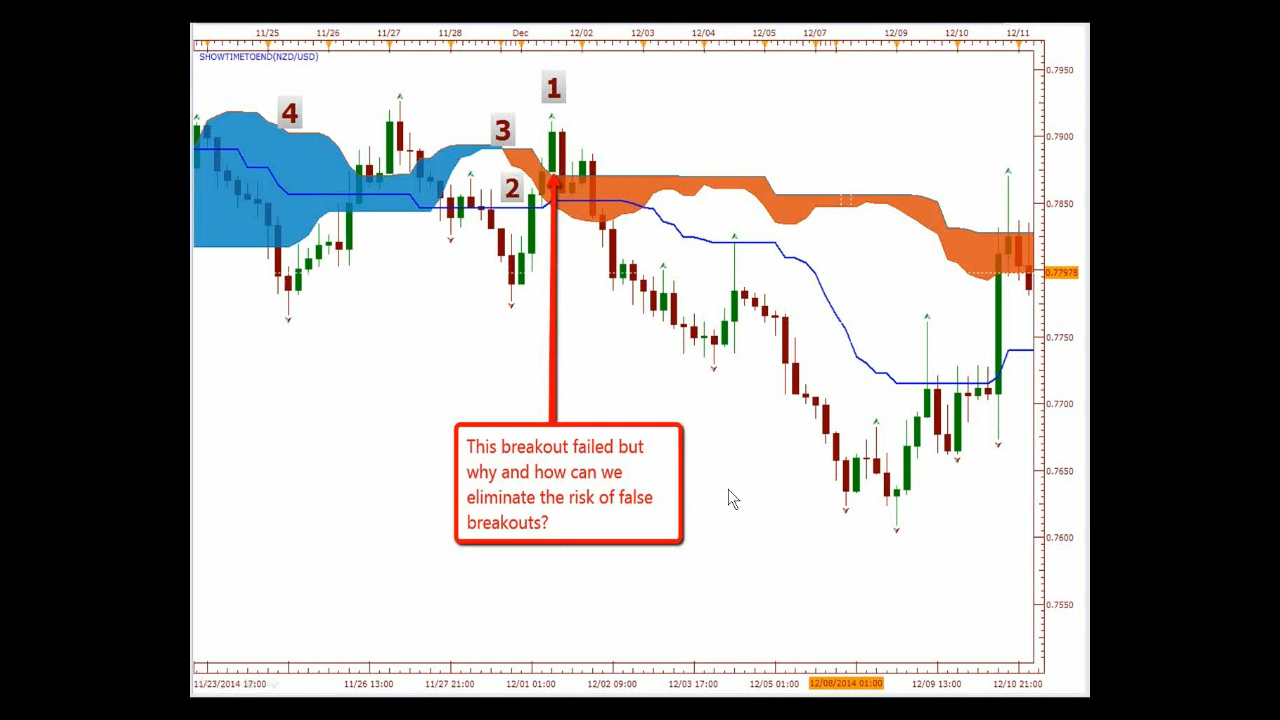 11/25 11/26 11/27 11/28 Dec 12/02 12/03 12/04 12/05 12/07 12/09 12/10 12/11
SHOWTIMETOEND(NZD/USD)
0.7950
1
4
3
0.7900
2
0.7850
0.77978
0.7750
0.7700
This breakout failed but
why and how can we
eliminate the risk of false
breakouts?
0.7650
0.7600
0.7550
11/23/2014 17:00 11/26 13:00 11/27 21:00 12/01 01:00 12/02 09:00 12/03 17:00 12/05 01:00 12/08/2014 01:00 12/09 13:00 12/10 21:00